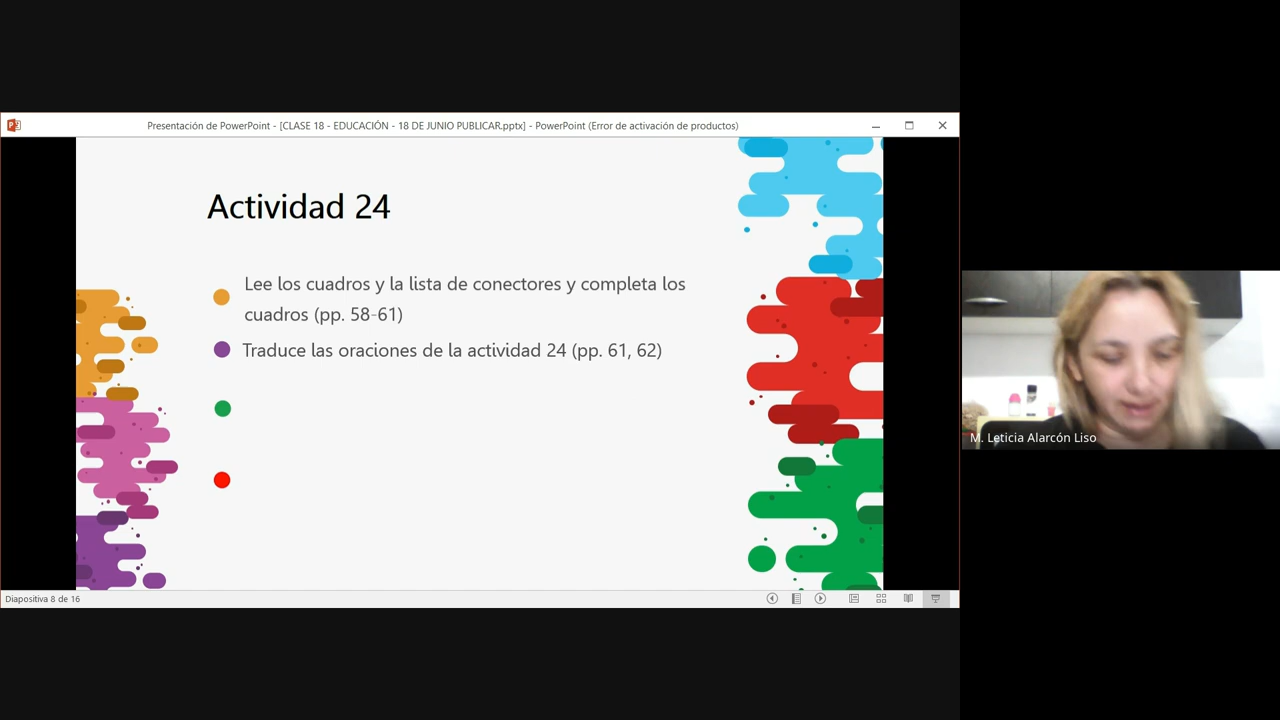 Presentación de PowerPoint - [CLASE 18 - EDUCACIÓN - 18 DE JUNIO PUBLICAR.pptx] - PowerPoint (Error de activación de productos)
Actividad 24
Lee los cuadros y la lista de conectores y completa los
cuadros (pp. 58-61)
Traduce las oraciones de la actividad 24 (pp. 61, 62)
M. Leticia Alarcón Liso
Diapositiva 8 de 16